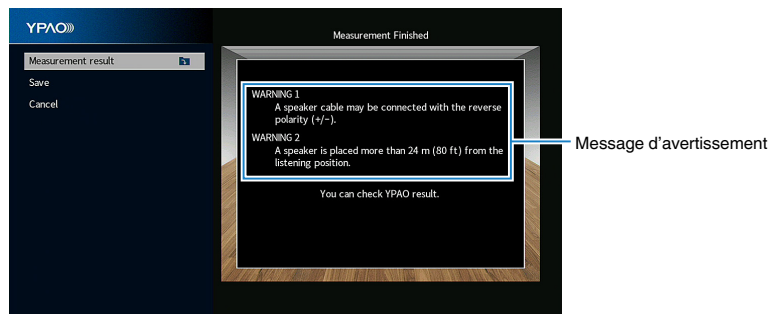 YPAO
Measurement Finished
Measurement result
Save
Cancel
WARNING 1
A speaker cable may be connected with the reverse
polarity (+/-).
WARNING 2
A speaker is placed more than 24 m (80 ft) from the
listening position.
You can check YPAO result.
Message d'avertissement